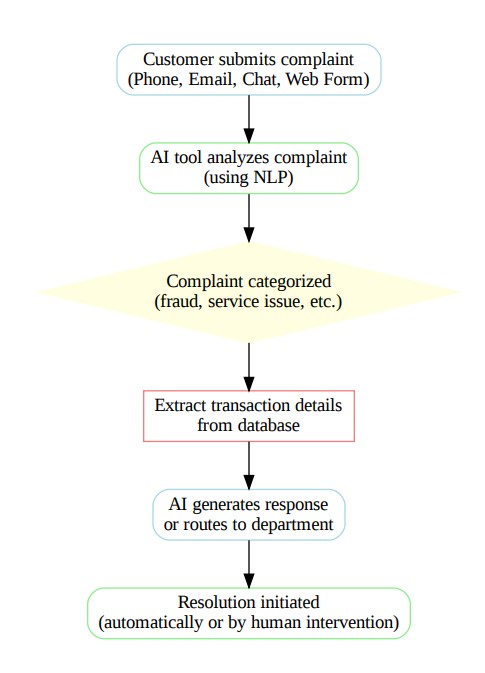 Customer submits complaint
(Phone, Email, Chat, Web Form)
AI tool analyzes complaint
(using NLP)
Complaint categorized
(fraud, service issue, etc.)
Extract transaction details
from database
AI generates response
or routes to department
Resolution initiated
(automatically or by human intervention)